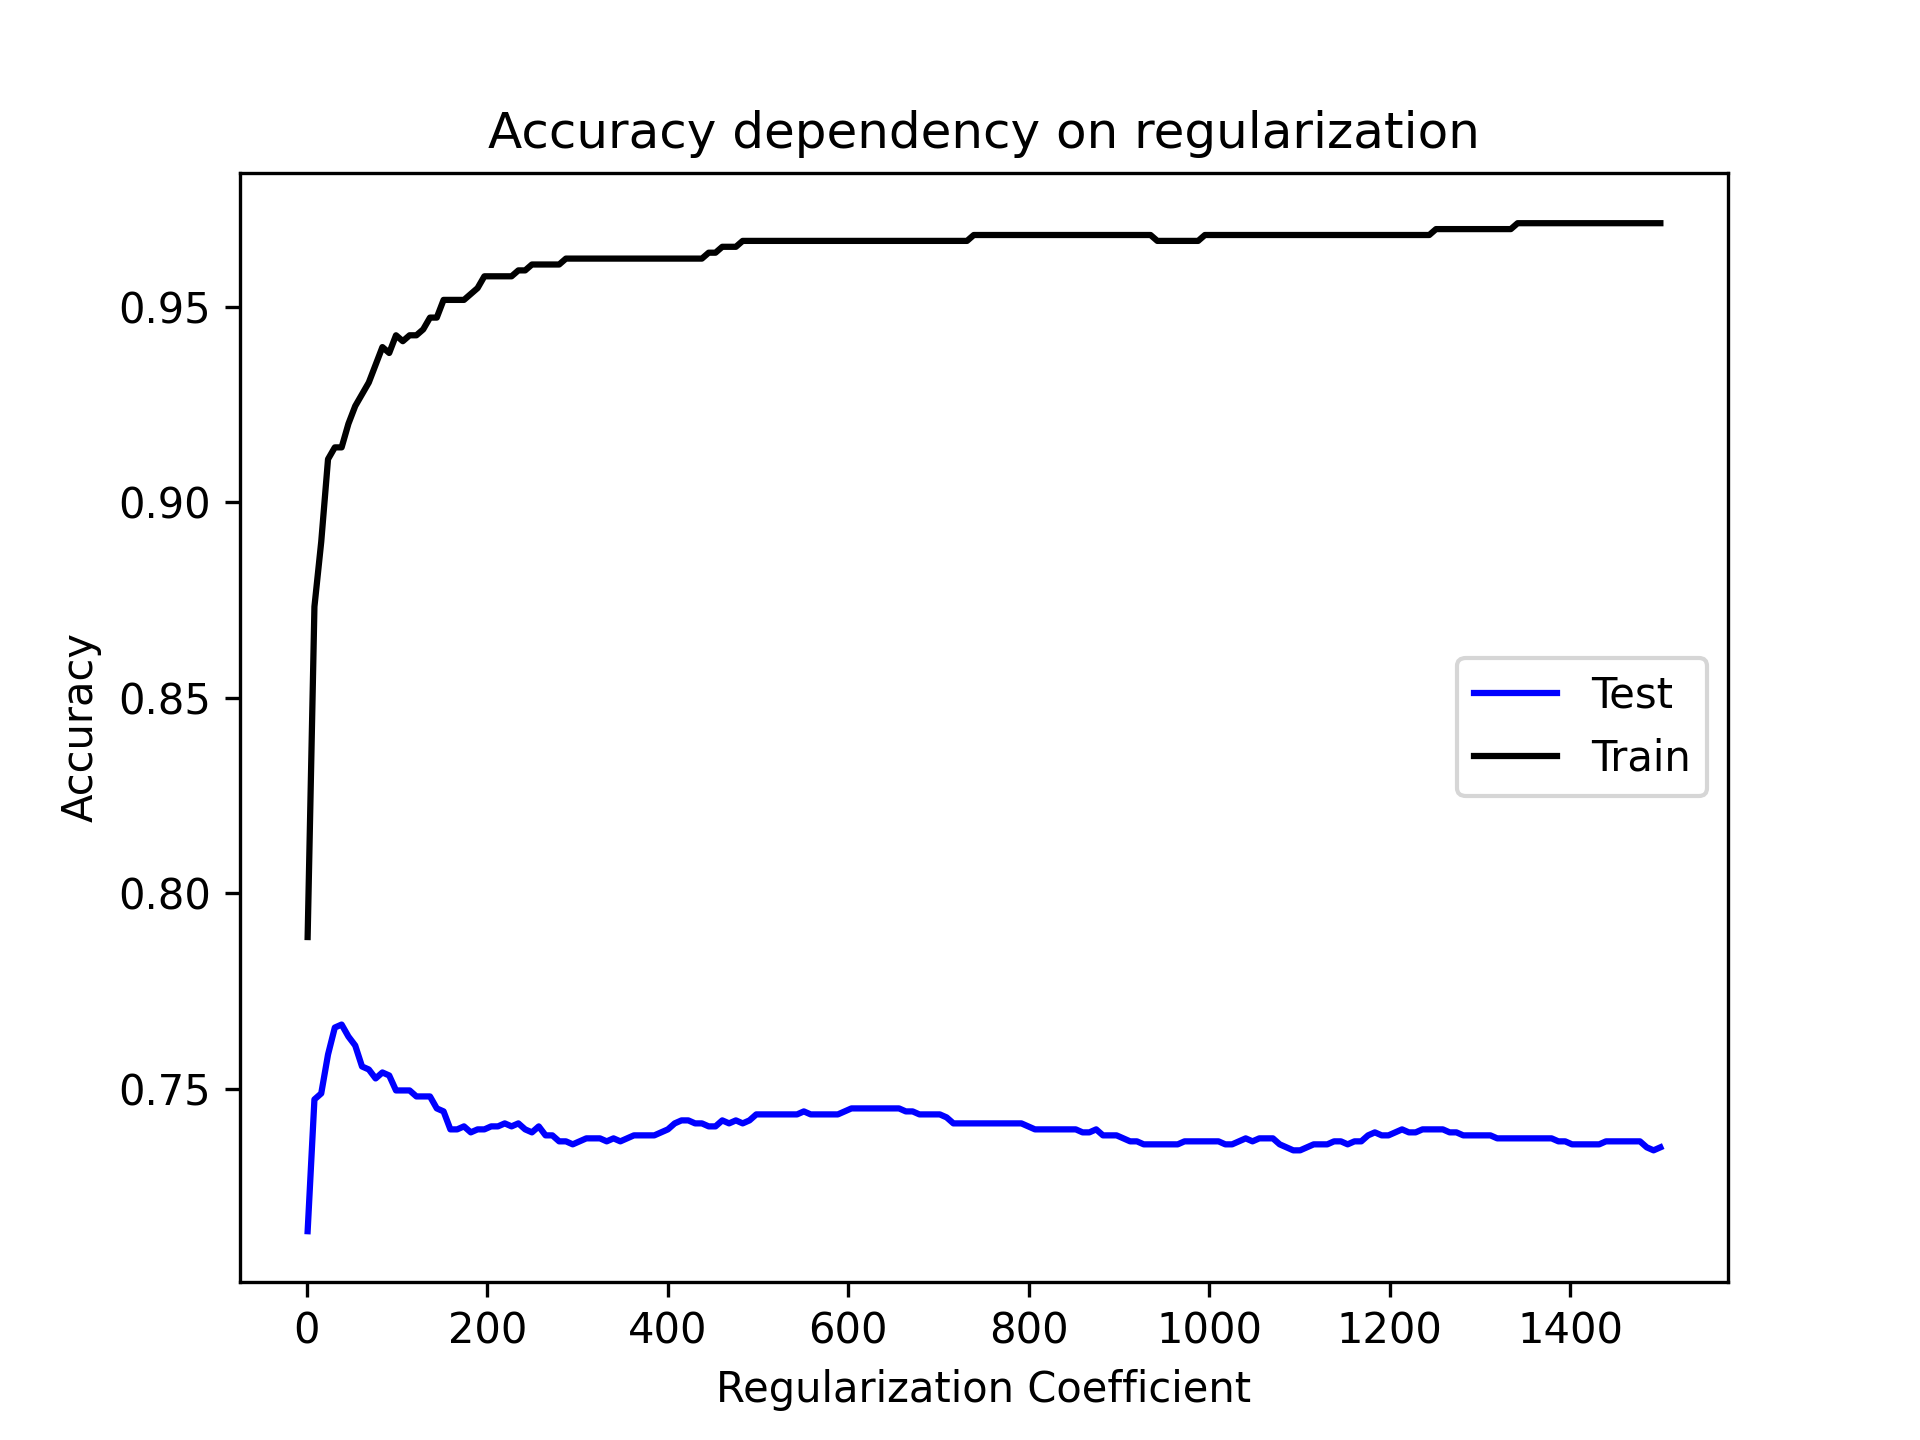 Accuracy dependency on regularization
0.95
0.90
0.85
0.80
0.75
Accuracy
Test
Train
0 200 400 600 800 1000 1200 1400
Regularization Coefficient